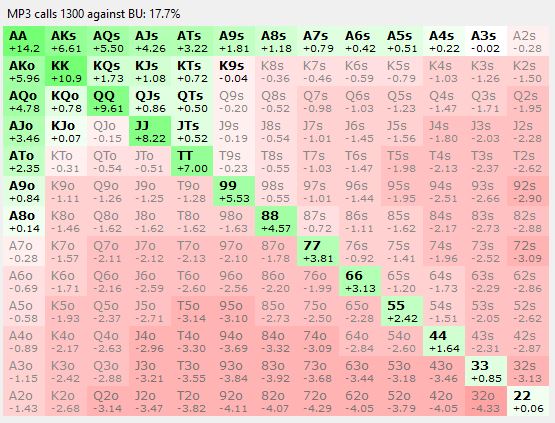 MP3 calls 1300 against BU: 17.7%
AA AKs AQs AJs ATs A9s A8s A7s A6s A5s A4s A3s A2s
+14.2 +6.61 +5.50 +4.26 +3.22 +1.81 +1.18 +0.79 +0.42 +0.51 +0.22 -0.02 -0.28
AKo KK KQs KJs KTs K9s K8s K7s K6s K5s K4s K3s K2s
+5.96 +10.9 +1.73 +1.08 +0.72 -0.04 -0.36 -0.46 -0.59 -0.79 -1.03 -1.26 -1.50
AQo KQo QQ QJs QTs Q9s Q8s Q7s Q6s Q5s Q4s Q3s Q2s
+4.78 +0.78 +9.61 +0.86 +0.50 -0.20 -0.52 -0.98 -1.03 -1.23 -1.47 -1.71 -1.95
AJo KJo QJo JJ JTs J9s J8s J7s J6s J5s J4s J3s J2s
+3.46 +0.07 -0.15 +8.22 +0.52 -0.19 -0.54 -1.01 -1.45 -1.56 -1.80 -2.03 -2.28
ATo KTo QTo JTo TT T9s T8s T7s T6s T5s T4s T3s T2s
+2.35 -0.31 -0.54 -0.51 +7.00 -0.23 -0.55 -1.03 -1.47 -1.98 -2.13 -2.37 -2.62
A9o K9o Q9o J9o T9o 99 98s 97s 96s 95s 94s 93s 92s
+0.84 -1.11 -1.26 -1.25 -1.28 +5.53 -0.55 -1.01 -1.44 -1.95 -2.51 -2.66 -2.90
A8o K8o Q8o J8o T8o 98o 88 87s 86s 85s 84s 83s 82s
+0.14 -1.46 -1.62 -1.62 -1.62 -1.63 +4.57 -0.72 -1.11 -1.62 -2.17 -2.73 -2.88
A7o K7o Q7o J7o T7o 97o 87o 77 76s 75s 74s 73s 72s
-0.28 -1.57 -2.11 -2.12 -2.13 -2.10 -1.78 +3.81 -0.92 -1.41 -1.96 -2.52 -3.09
A6o K6o Q6o J6o T6o 96o 86o 76o 66 65s 64s 63s 62s
-0.69 -1.71 -2.16 -2.59 -2.60 -2.56 -2.20 -1.99 +3.13 -1.20 -1.73 -2.29 -2.86
A5o K5o Q5o J5o T5o 95o 85o 75o 65o 55 54s 53s 52s
-0.58 -1.93 -2.37 -2.71 -3.14 -3.10 -2.73 -2.50 -2.28 +2.42 -1.51 -2.05 -2.62
A4o K4o Q4o J4o T4o 94o 84o 74o 64o 54o 44 43s 42s
-0.89 -2.17 -2.63 -2.96 -3.30 -3.69 -3.32 -3.09 -2.84 -2.60 +1.64 -2.31 -2.87
A3o K3o Q3o J3o T3o 93o 83o 73o 63o 53o 43o 33 32s
-1.15 -2.42 -2.88 -3.21 -3.55 -3.84 -3.92 -3.68 -3.44 -3.18 -3.46 +0.85 -3.13
A2o K2o Q2o J2o T2o 92o 82o 72o 62o 52o 42o 32o 22
-1.43 -2.68 -3.14 -3.47 -3.82 -4.11 -4.07 -4.29 -4.05 -3.79 -4.05 -4.33 +0.06